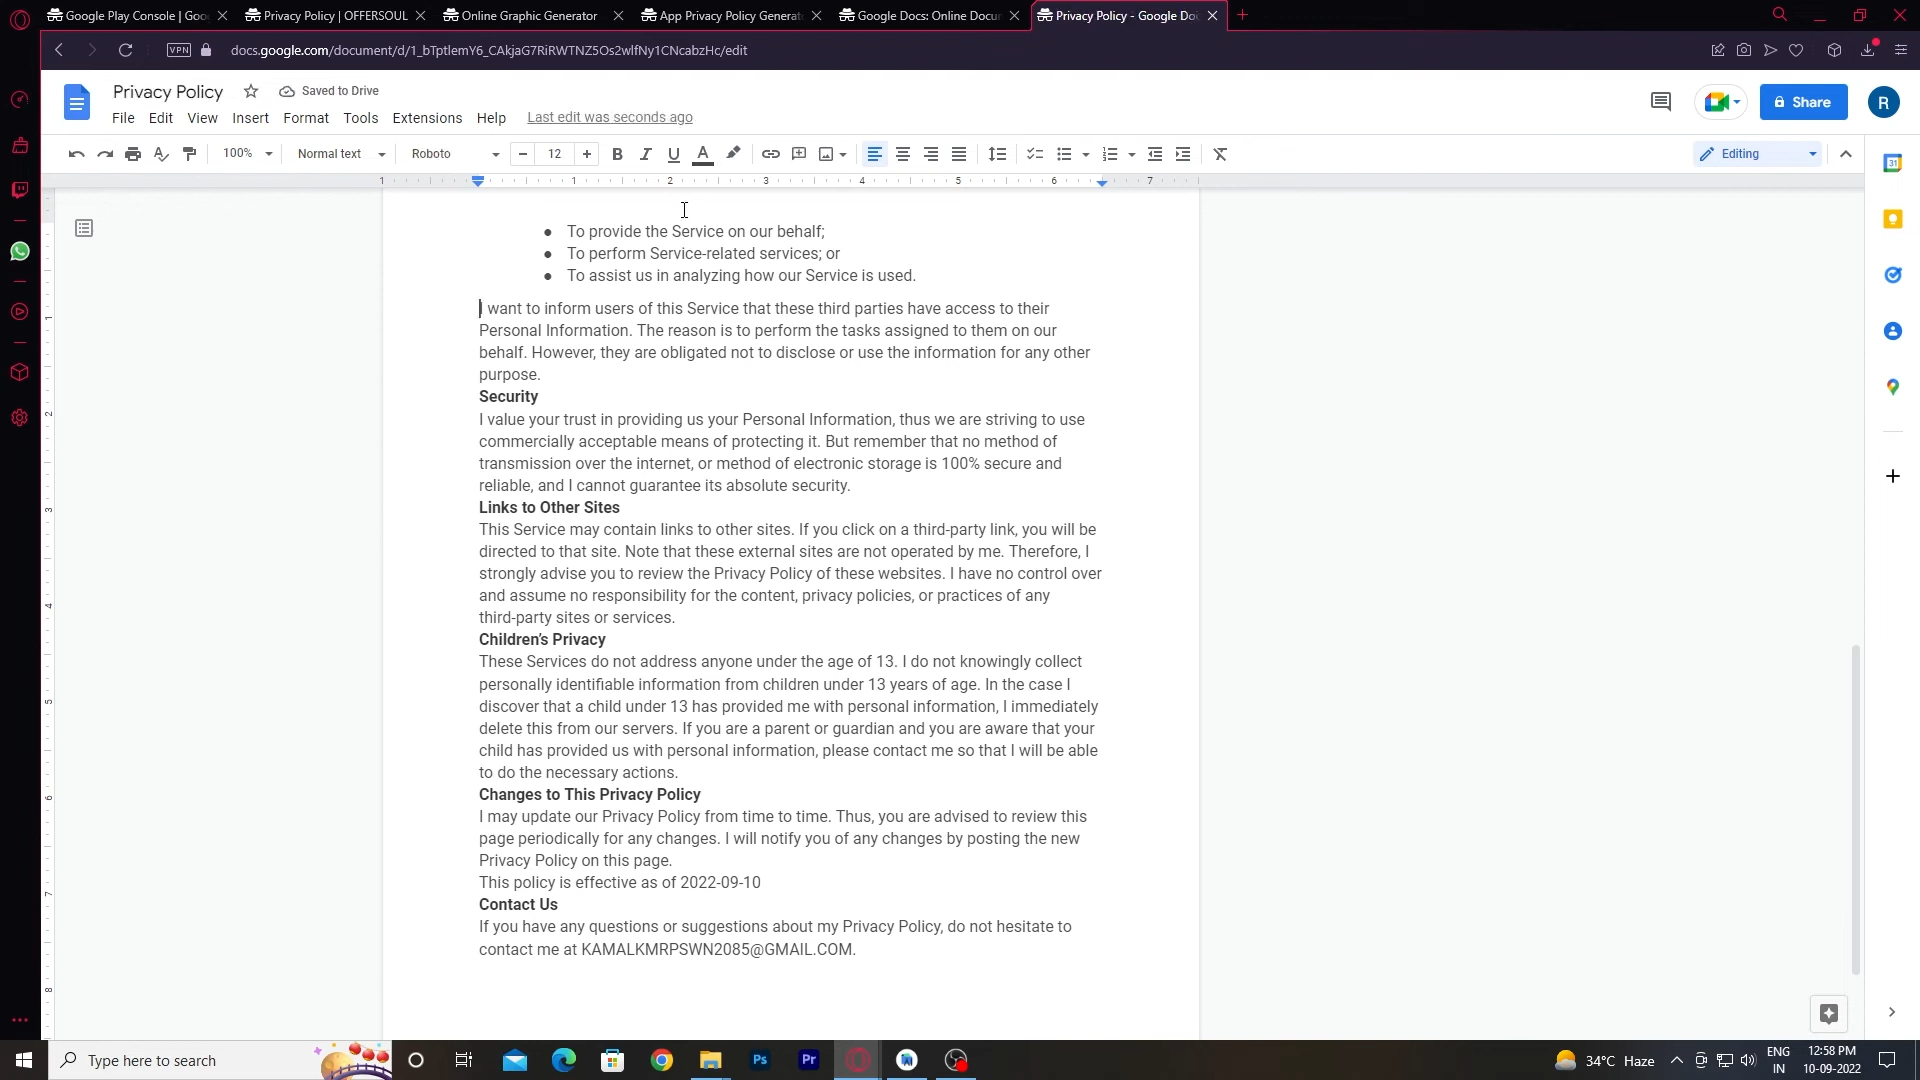 Google Play Console | Goo
Privacy Policy | OFFERSOUL
Online Graphic Generator
App Privacy Policy Generat
Google Docs: Online Docu
Privacy Policy - Google Do
VPN
docs.google.com/document/d/1_bTptlemY6_CAkjaG7RiRWTNZ5Os2wlfNy1CNcabzHc/edit
Privacy Policy
Saved to Drive
File Edit View Insert Format Tools Extensions Help Last edit was seconds ago
Share
R
100% Normal text Roboto 12 B I U A
Editing
31
1 1 2 3 4 5 6 7
To provide the Service on our behalf;
To perform Service-related services; or
To assist us in analyzing how our Service is used.
I want to inform users of this Service that these third parties have access to their
Personal Information. The reason is to perform the tasks assigned to them on our
behalf. However, they are obligated not to disclose or use the information for any other
purpose.
Security
I value your trust in providing us your Personal Information, thus we are striving to use
commercially acceptable means of protecting it. But remember that no method of
transmission over the internet, or method of electronic storage is 100% secure and
reliable, and I cannot guarantee its absolute security.
Links to Other Sites
This Service may contain links to other sites. If you click on a third-party link, you will be
directed to that site. Note that these external sites are not operated by me. Therefore, I
strongly advise you to review the Privacy Policy of these websites. I have no control over
and assume no responsibility for the content, privacy policies, or practices of any
third-party sites or services.
Children’s Privacy
These Services do not address anyone under the age of 13. I do not knowingly collect
personally identifiable information from children under 13 years of age. In the case I
discover that a child under 13 has provided me with personal information, I immediately
delete this from our servers. If you are a parent or guardian and you are aware that your
child has provided us with personal information, please contact me so that I will be able
to do the necessary actions.
Changes to This Privacy Policy
I may update our Privacy Policy from time to time. Thus, you are advised to review this
page periodically for any changes. I will notify you of any changes by posting the new
Privacy Policy on this page.
This policy is effective as of 2022-09-10
Contact Us
If you have any questions or suggestions about my Privacy Policy, do not hesitate to
contact me at KAMALKMRPSWN2085@GMAIL.COM.
1
2
3
4
5
6
7
8
Type here to search
Ps
Pr
34°C Haze
ENG
IN
12:58 PM
10-09-2022